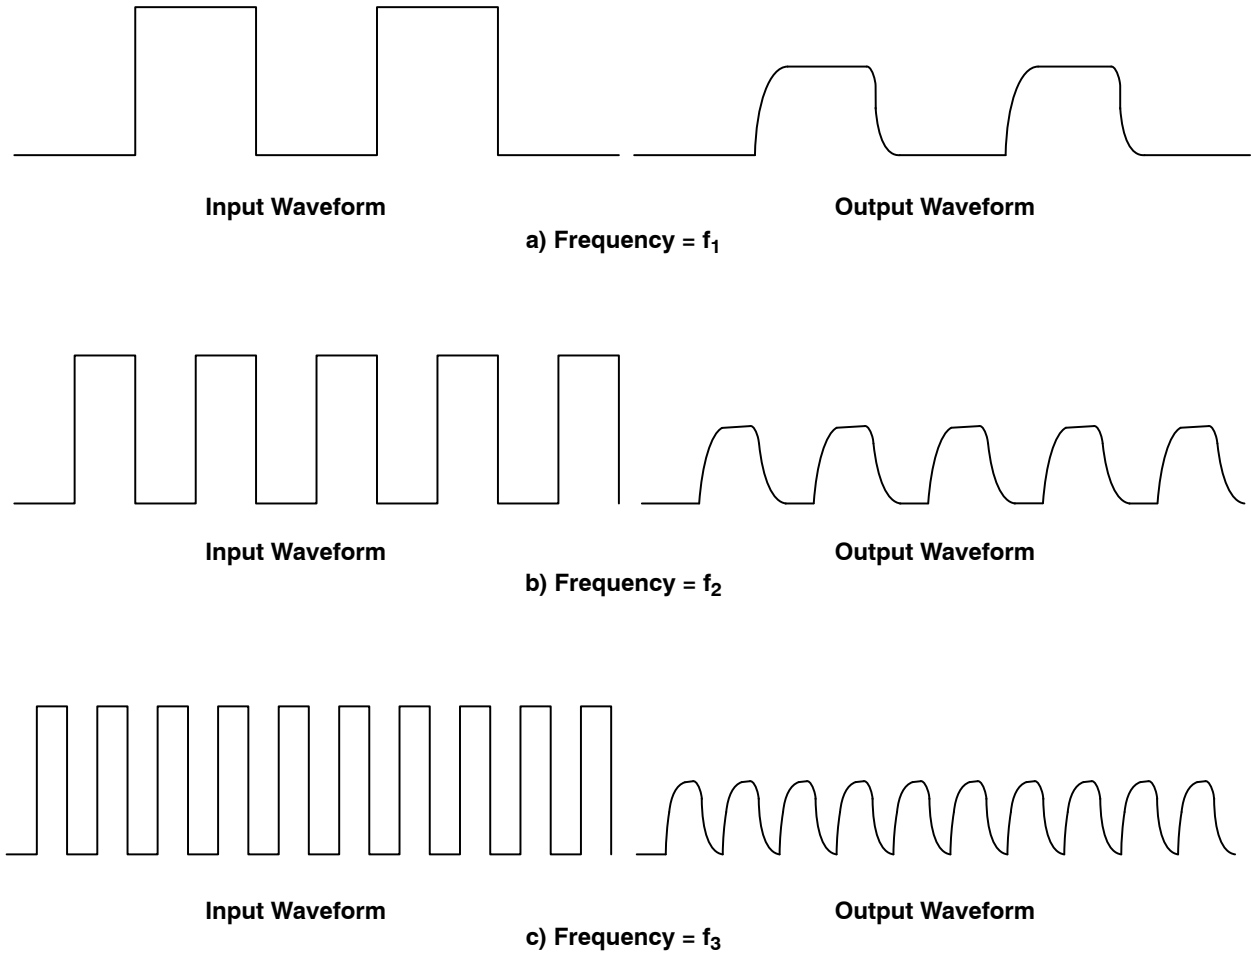 Input Waveform Output Waveform
a) Frequency = f1
Input Waveform Output Waveform
b) Frequency = f2
Input Waveform Output Waveform
c) Frequency = f3